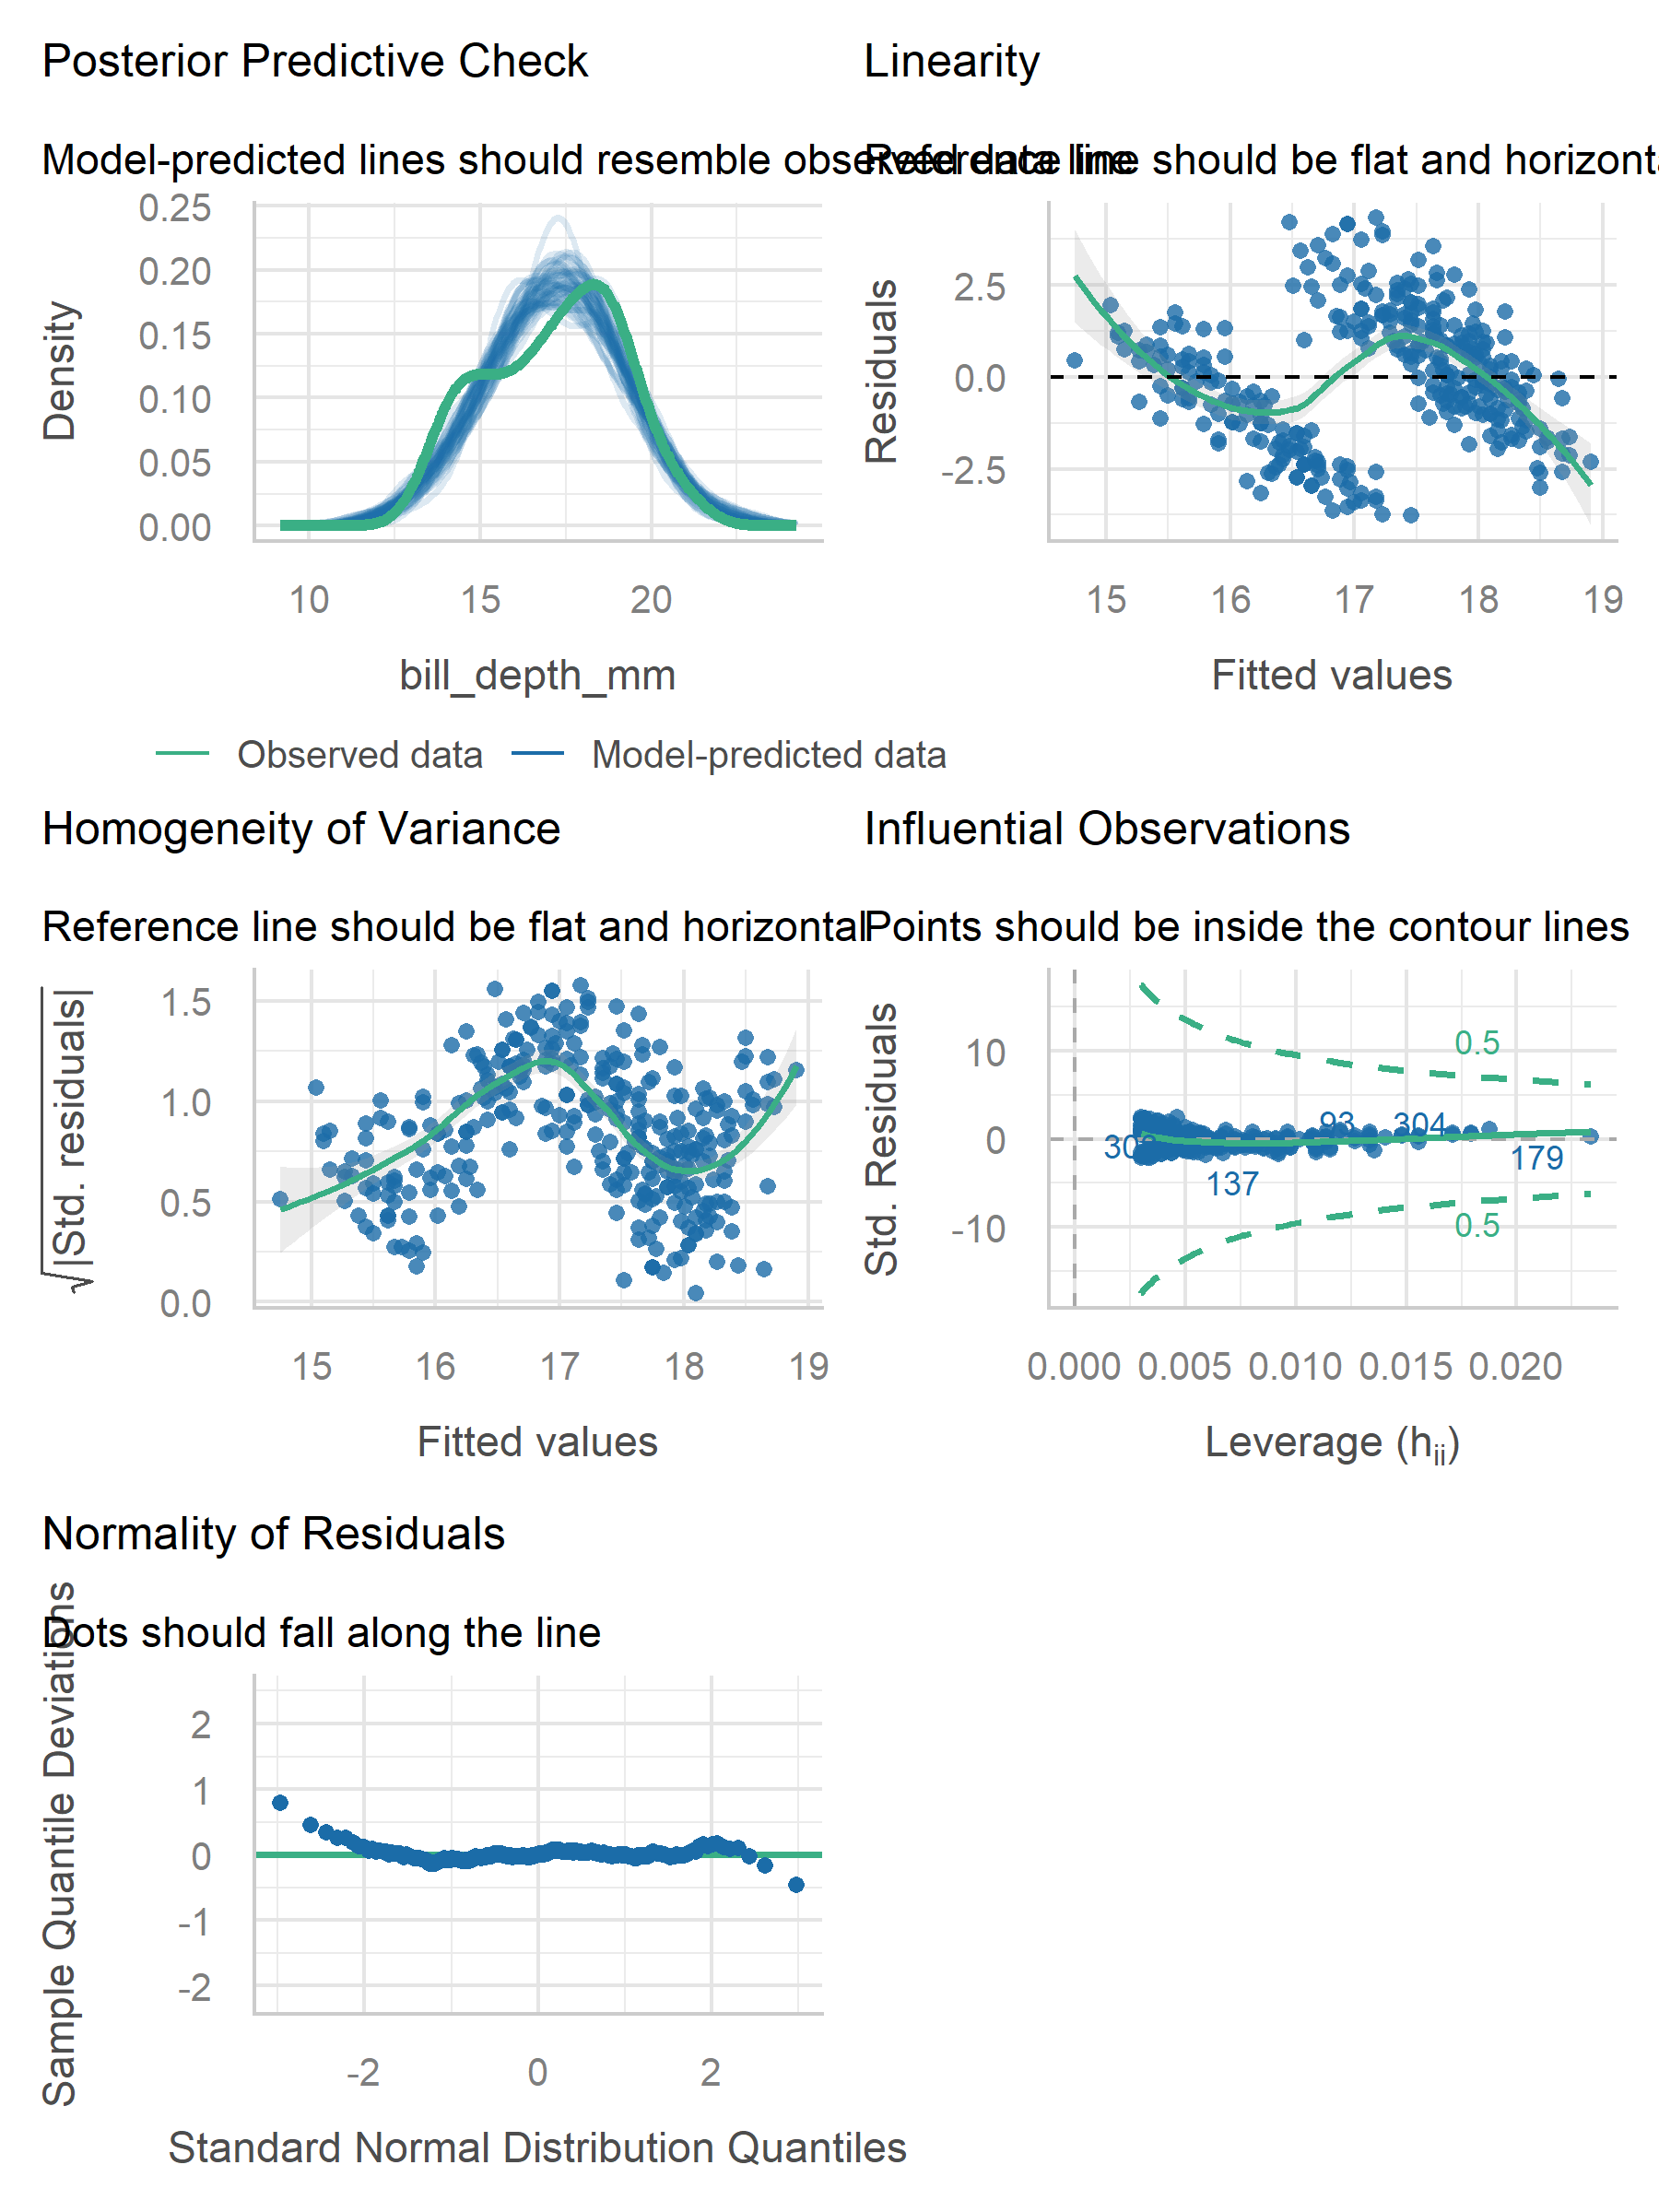 Posterior Predictive Check
Model-predicted lines should resemble observed data line
Density
0.25
0.20
0.15
0.10
0.05
0.00
10 15 20
bill_depth_mm
Observed data Model-predicted data
Linearity
Reference line should be flat and horizonta
Residuals
2.5
0.0
-2.5
15 16 17 18 19
Fitted values
Homogeneity of Variance
Reference line should be flat and horizontal
√|Std. residuals|
1.5
1.0
0.5
0.0
15 16 17 18 19
Fitted values
Influential Observations
Points should be inside the contour lines
Std. Residuals
10
0
-10
0.5
93 304
179
137
0.5
0.000 0.005 0.010 0.015 0.020
Leverage (hii)
Normality of Residuals
Dots should fall along the line
Sample Quantile Deviations
2
1
0
-1
-2
-2 0 2
Standard Normal Distribution Quantiles